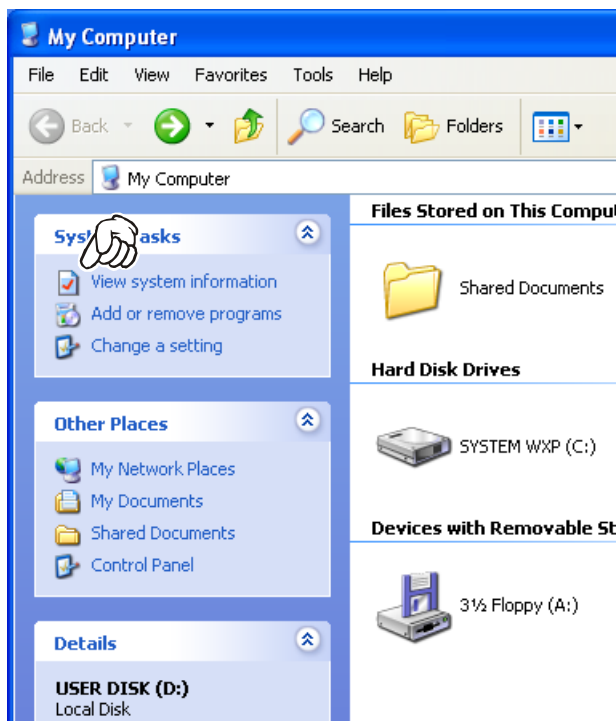 My Computer
File Edit View Favorites Tools Help
Back Search Folders
Address My Computer
System Tasks
View system information
Add or remove programs
Change a setting
Other Places
My Network Places
My Documents
Shared Documents
Control Panel
Details
USER DISK (D:)
Local Disk
Files Stored on This Comput
Shared Documents
Hard Disk Drives
SYSTEM WXP (C:)
Devices with Removable St
3½ Floppy (A:)